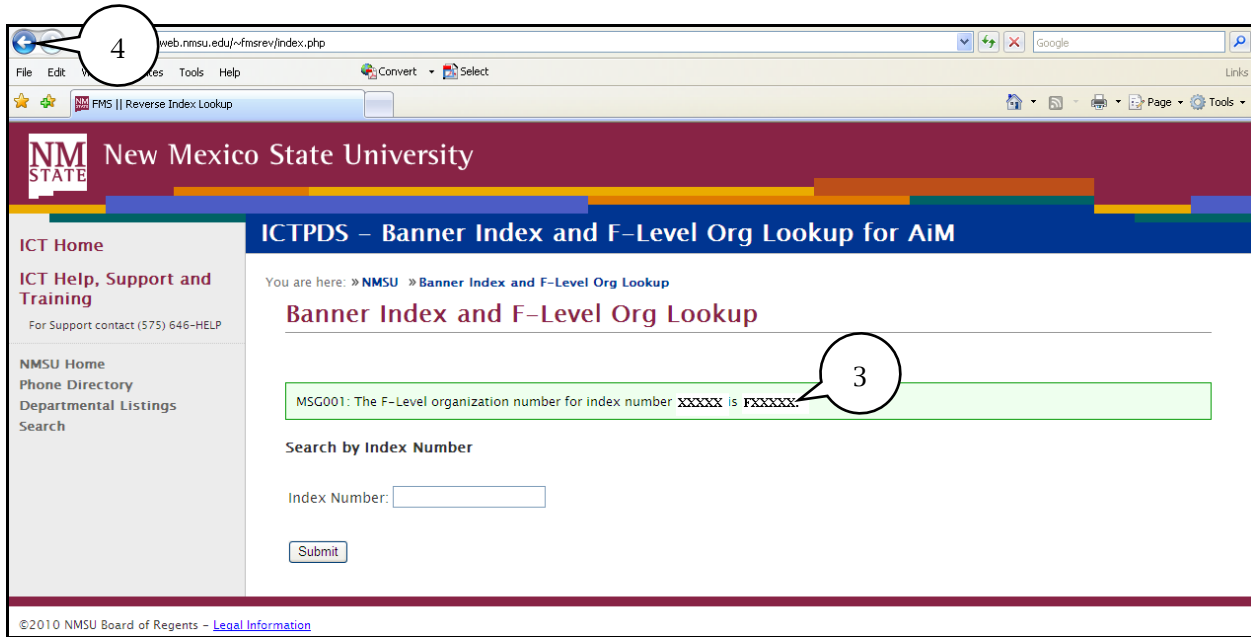 4
web.nmsu.edu/~fmsrev/index.php
Google
File Edit Tools Help
Convert Select
Links
FMS || Reverse Index Lookup
Page Tools
NM STATE
New Mexico State University
ICTPDS – Banner Index and F-Level Org Lookup for AiM
ICT Home
ICT Help, Support and
Training
For Support contact (575) 646-HELP
NMSU Home
Phone Directory
Departmental Listings
Search
You are here: » NMSU » Banner Index and F-Level Org Lookup
Banner Index and F-Level Org Lookup
3
MSG001: The F-Level organization number for index number XXXXX is FXXXXX.
Search by Index Number
Index Number:
Submit
©2010 NMSU Board of Regents – Legal Information